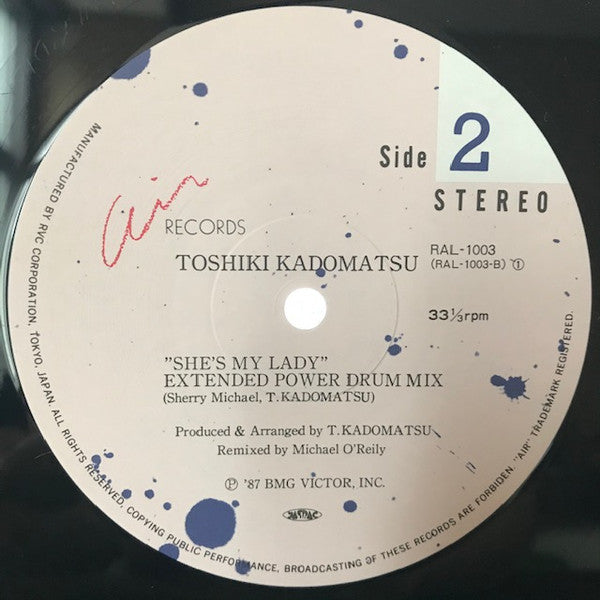 Side 2
STEREO
Air
RECORDS
TOSHIKI KADOMATSU
RAL-1003
(RAL-1003-B) ①
33⅓rpm
"SHE'S MY LADY"
EXTENDED POWER DRUM MIX
(Sherry Michael, T.KADOMATSU)
Produced & Arranged by T.KADOMATSU
Remixed by Michael O'Reily
Ⓟ '87 BMG VICTOR, INC.
MANUFACTURED BY RVC CORPORATION, TOKYO, JAPAN. ALL RIGHTS RESERVED. COPYING PUBLIC PERFORMANCE, BROADCASTING OF THESE RECORDS ARE FORBIDDEN. "AIR" TRADEMARK REGISTERED.